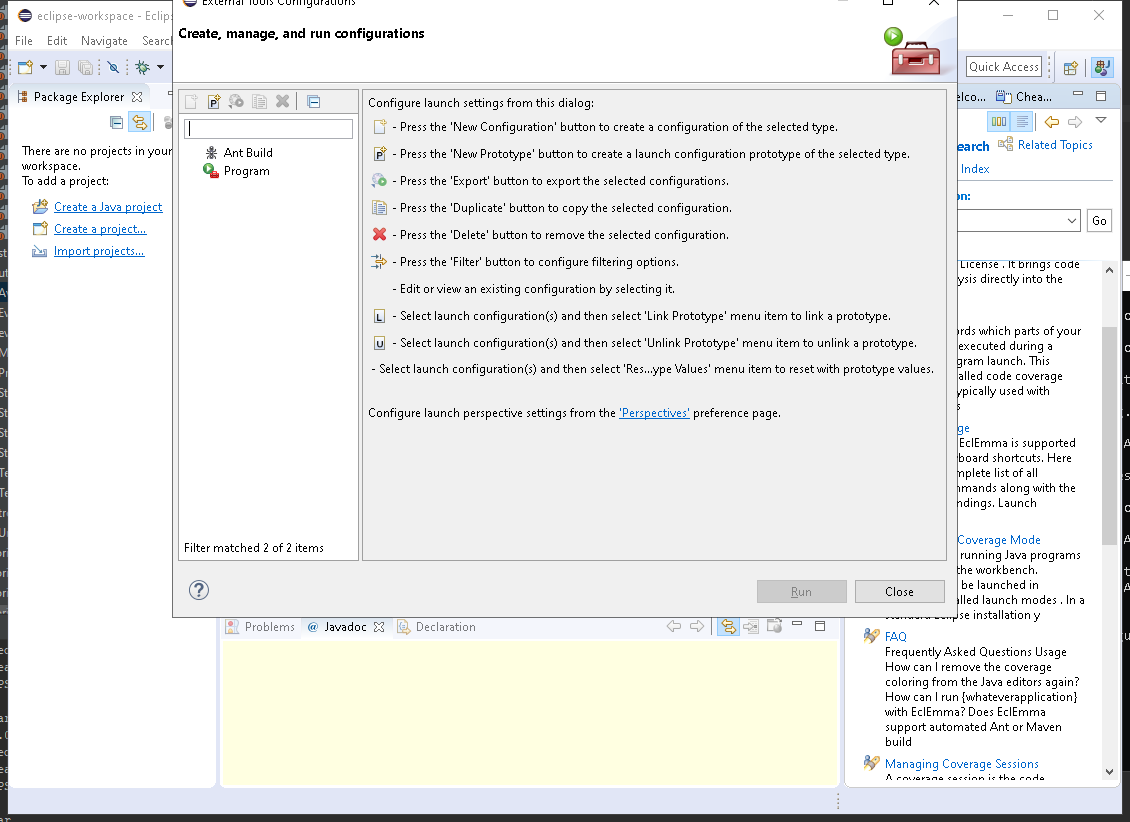 eclipse-workspace - Eclip
External Tools Configurations
File Edit Navigate Searc
Create, manage, and run configurations
Quick Access
Package Explorer
elco... Chea...
There are no projects in your
workspace.
To add a project:
Create a Java project
Create a project...
Import projects...
Ant Build
Program
Filter matched 2 of 2 items
Configure launch settings from this dialog:
- Press the 'New Configuration' button to create a configuration of the selected type.
- Press the 'New Prototype' button to create a launch configuration prototype of the selected type.
- Press the 'Export' button to export the selected configurations.
- Press the 'Duplicate' button to copy the selected configuration.
- Press the 'Delete' button to remove the selected configuration.
- Press the 'Filter' button to configure filtering options.
- Edit or view an existing configuration by selecting it.
L - Select launch configuration(s) and then select 'Link Prototype' menu item to link a prototype.
U - Select launch configuration(s) and then select 'Unlink Prototype' menu item to unlink a prototype.
- Select launch configuration(s) and then select 'Res...ype Values' menu item to reset with prototype values.
Configure launch perspective settings from the 'Perspectives' preference page.
Run Close
earch Related Topics
Index
on:
Go
License . It brings code
ysis directly into the
rds which parts of your
executed during a
gram launch. This
alled code coverage
ypically used with
s
ge
EclEmma is supported
board shortcuts. Here
mplete list of all
mmands along with the
ndings. Launch
Coverage Mode
running Java programs
the workbench.
be launched in
alled launch modes . In a
standard Eclipse installation y
FAQ
Frequently Asked Questions Usage
How can I remove the coverage
coloring from the Java editors again?
How can I run {whateverapplication}
with EclEmma? Does EclEmma
support automated Ant or Maven
build
Managing Coverage Sessions
A coverage session is the code
Problems @ Javadoc Declaration